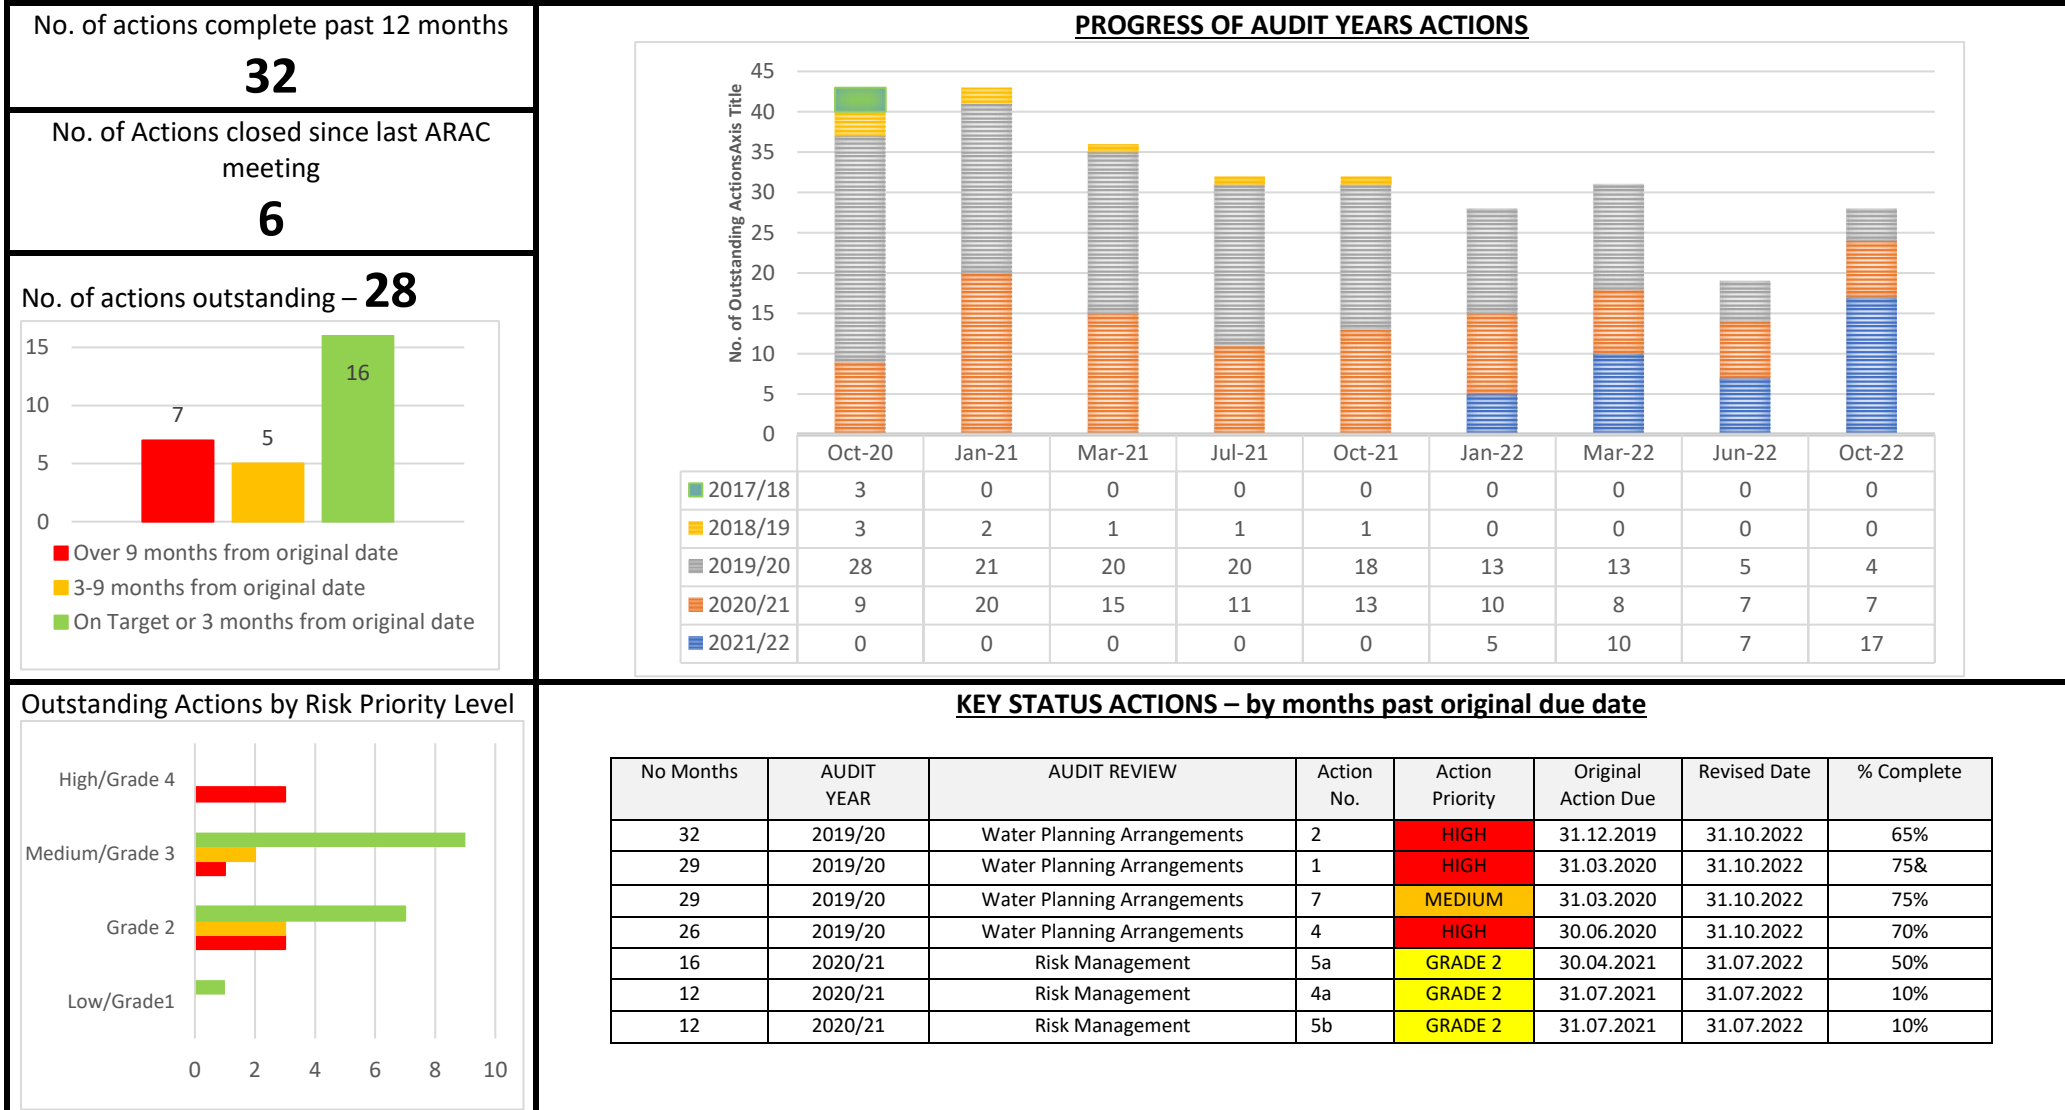 No. of actions complete past 12 months
32
No. of Actions closed since last ARAC
meeting
6
No. of actions outstanding – 28
15
10
5
0
7
5
16
Over 9 months from original date
3-9 months from original date
On Target or 3 months from original date
Outstanding Actions by Risk Priority Level
High/Grade 4
Medium/Grade 3
Grade 2
Low/Grade1
0 2 4 6 8 10
PROGRESS OF AUDIT YEARS ACTIONS
No. of Outstanding ActionsAxis Title
45
40
35
30
25
20
15
10
5
0
Oct-20 Jan-21 Mar-21 Jul-21 Oct-21 Jan-22 Mar-22 Jun-22 Oct-22
2017/18 3 0 0 0 0 0 0 0 0
2018/19 3 2 1 1 1 0 0 0 0
2019/20 28 21 20 20 18 13 13 5 4
2020/21 9 20 15 11 13 10 8 7 7
2021/22 0 0 0 0 0 5 10 7 17
KEY STATUS ACTIONS – by months past original due date
No Months AUDIT AUDIT REVIEW Action Action Original Revised Date % Complete
YEAR No. Priority Action Due
32 2019/20 Water Planning Arrangements 2 HIGH 31.12.2019 31.10.2022 65%
29 2019/20 Water Planning Arrangements 1 HIGH 31.03.2020 31.10.2022 75&
29 2019/20 Water Planning Arrangements 7 MEDIUM 31.03.2020 31.10.2022 75%
26 2019/20 Water Planning Arrangements 4 HIGH 30.06.2020 31.10.2022 70%
16 2020/21 Risk Management 5a GRADE 2 30.04.2021 31.07.2022 50%
12 2020/21 Risk Management 4a GRADE 2 31.07.2021 31.07.2022 10%
12 2020/21 Risk Management 5b GRADE 2 31.07.2021 31.07.2022 10%